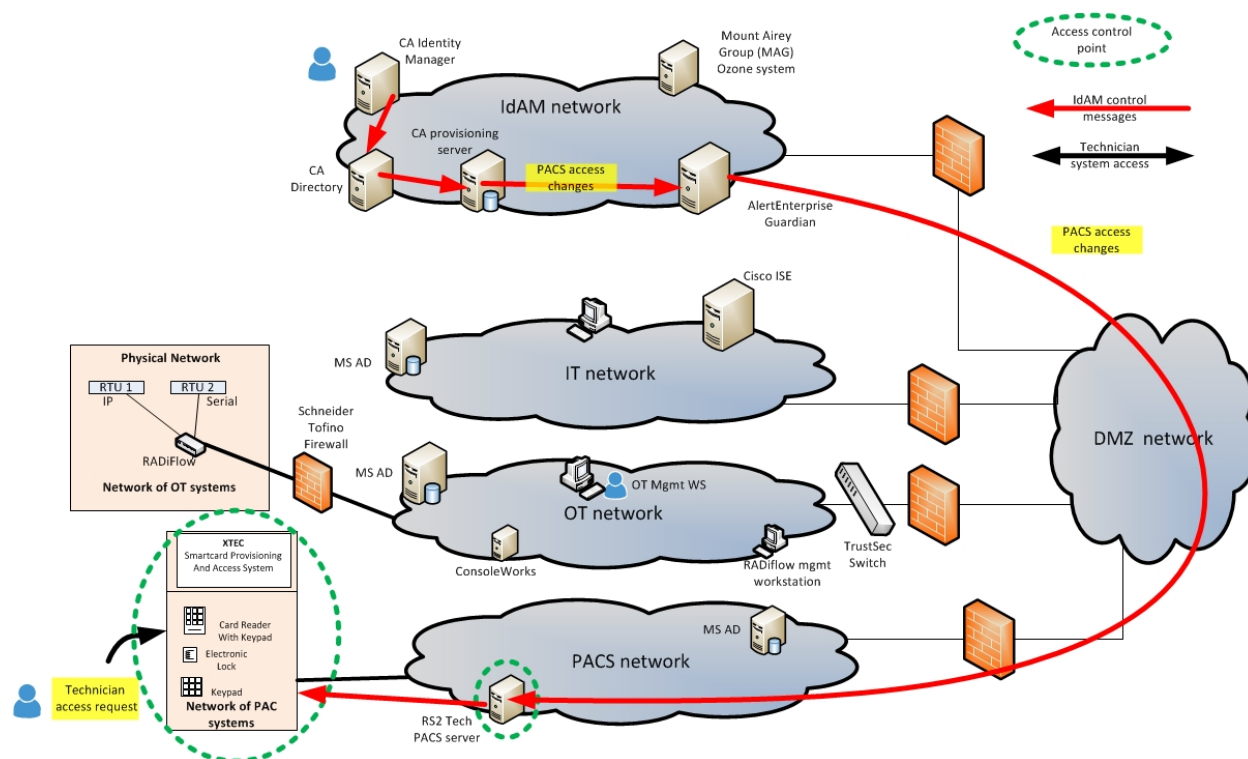 CA Identity
Manager
Mount Airey
Group (MAG)
Ozone system
Access control
point
IdAM network
IdAM control
messages
CA provisioning
server
Technician
system access
CA
Directory
PACS access
changes
AlertEnterprise
Guardian
PACS access
changes
Cisco ISE
MS AD
IT network
Physical Network
RTU 1
RTU 2
IP
Serial
RADiFlow
Network of OT systems
Schneider
Tofino
Firewall
DMZ network
MS AD
OT Mgmt WS
OT network
ConsoleWorks
RADiflow mgmt
workstation
TrustSec
Switch
XTEC
Smartcard Provisioning
And Access System
Card Reader
With Keypad
Electronic
Lock
Keypad
Network of PAC
systems
Technician
access request
MS AD
PACS network
RS2 Tech
PACS server